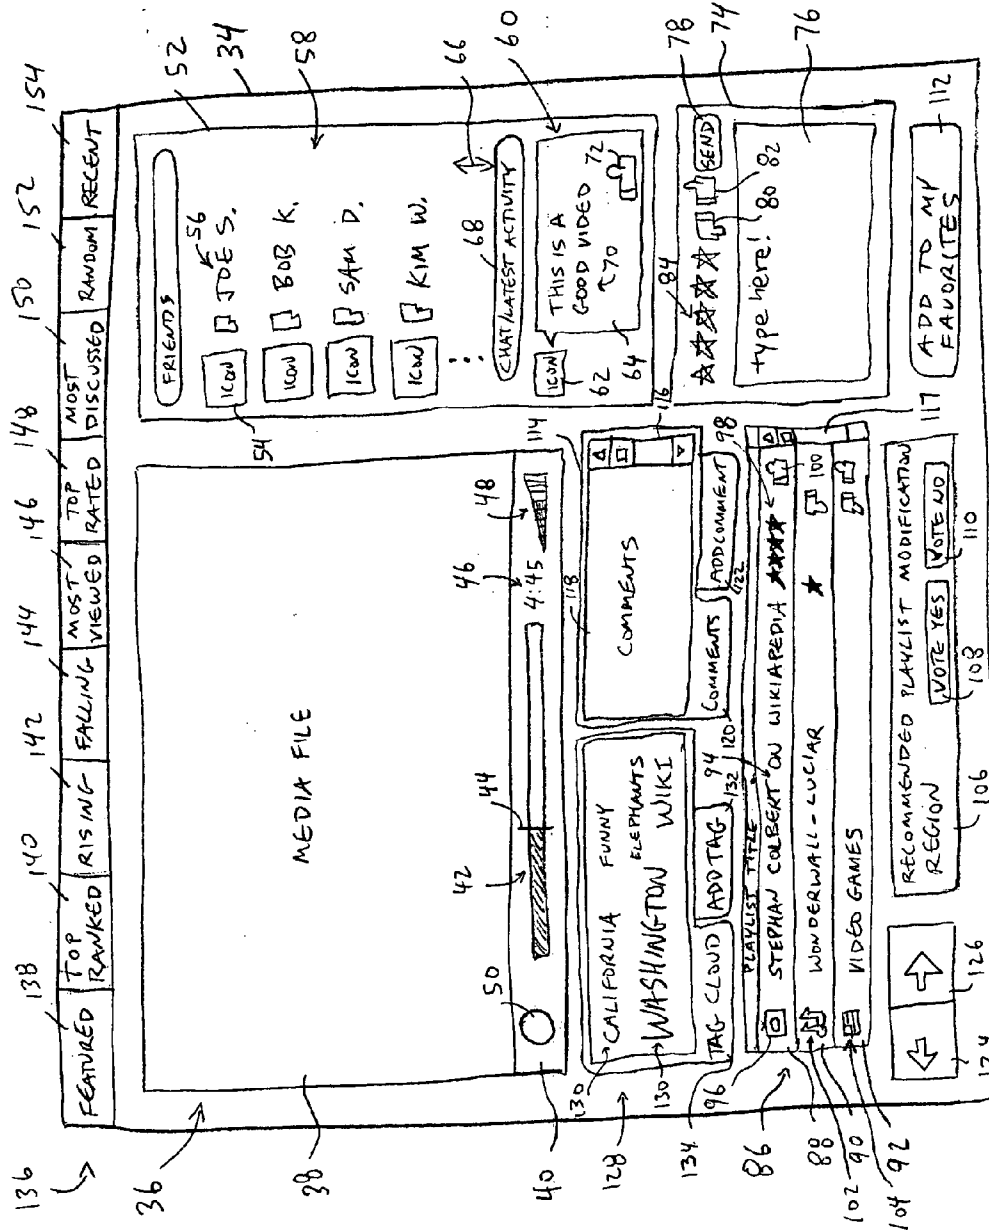 136
138
140
142
144
146
148
150
152
154
FEATURED
TOP
RANKED
RISING
FALLING
MOST
VIEWED
TOP
RATED
MOST
DISCUSSED
RANDOM
RECENT
36
38
MEDIA FILE
40
50
42
44
46
4:45
48
52
34
FRIENDS
54
ICON
JOE S.
56
ICON
BOB K.
58
ICON
SAM D.
ICON
KIM W.
66
68
CHAT/LATEST ACTIVITY
60
62
ICON
THIS IS A
GOOD VIDEO
64
70
72
128
130
CALIFORNIA
FUNNY
ELEPHANTS
130
WASHINGTON
WIKI
134
TAG CLOUD
ADD TAG
132
114
116
118
COMMENTS
120
COMMENTS
ADD COMMENT
122
84
78
SEND
74
80
82
type here!
76
86
96
PLAYLIST TITLE
94
STEPHAN COLBERT ON WIKIAPEDIA
98
100
88
102
WONDERWALL - LUCIAR
90
104
VIDEO GAMES
92
117
124
126
RECOMMENDED PLAYLIST MODIFICATION
REGION
106
VOTE YES
108
VOTE NO
110
ADD TO MY
FAVORITES
112